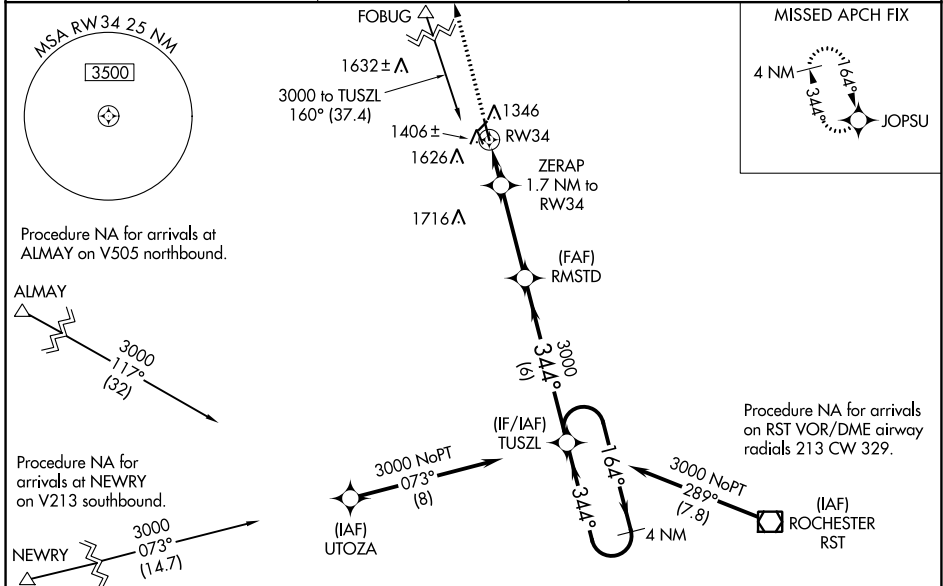 MSA RW34 25 NM
3500
FOBUG
1632±
3000 to TUSZL
160° (37.4)
1346
1406±
RW34
1626
ZERAP
1.7 NM to
RW34
1716
MISSED APCH FIX
4 NM
164°
344°
JOPSU
Procedure NA for arrivals at
ALMAY on V505 northbound.
ALMAY
3000
117°
(32)
(FAF)
RMSTD
3000
344°
(6)
(IF/IAF)
TUSZL
164°
344°
4 NM
Procedure NA for arrivals
on RST VOR/DME airway
radials 213 CW 329.
3000 NoPT
289°
(7.8)
(IAF)
ROCHESTER
RST
3000 NoPT
073°
(8)
(IAF)
UTOZA
Procedure NA for
arrivals at NEWRY
on V213 southbound.
3000
073°
(14.7)
NEWRY